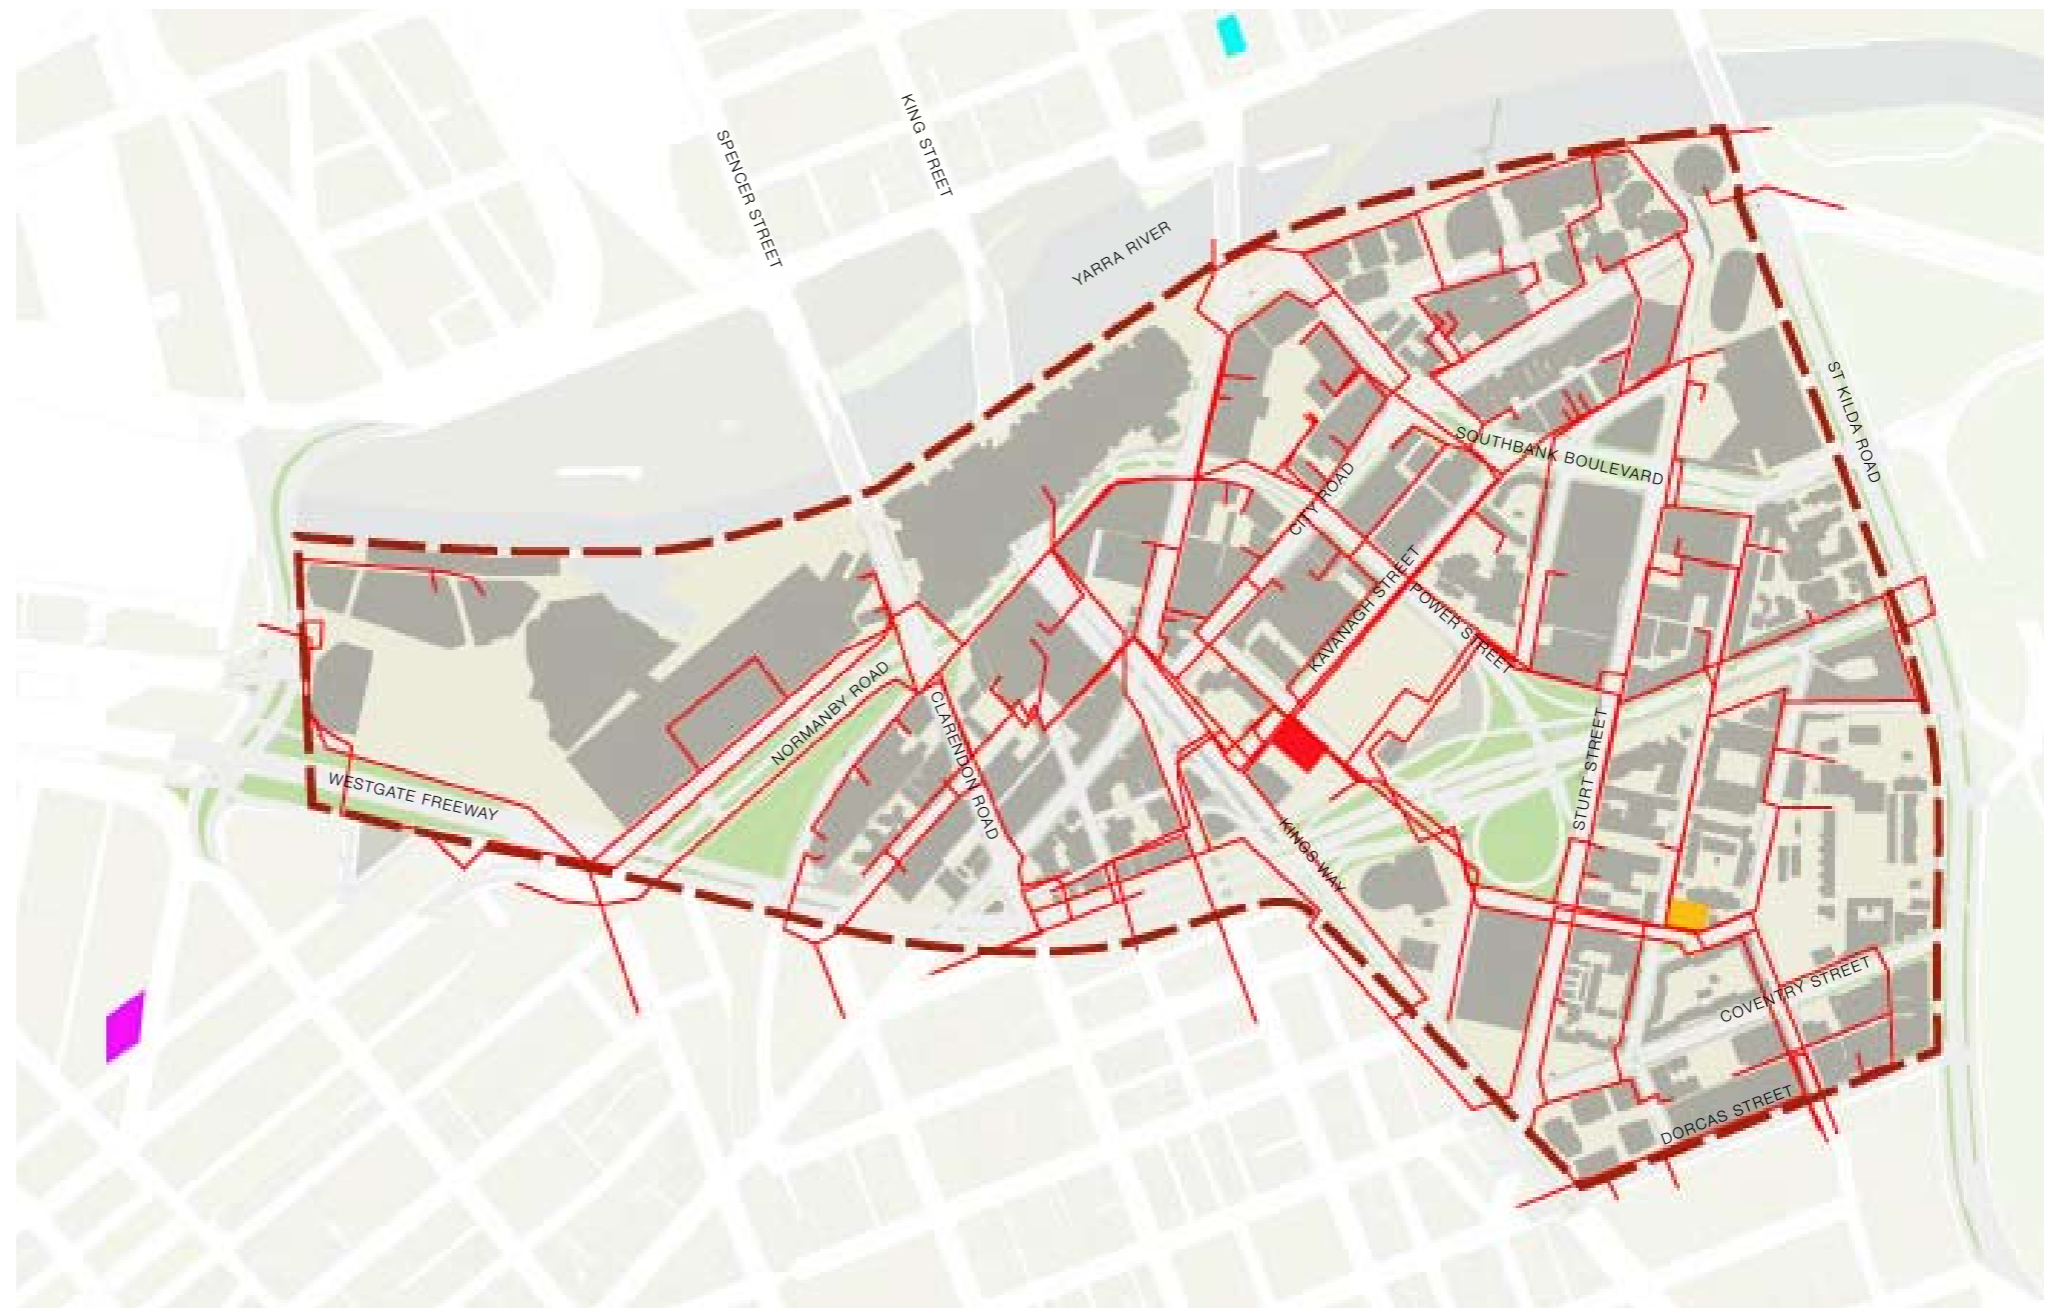 KING STREET
SPENCER STREET
YARRA RIVER
ST KILDA ROAD
SOUTHBANK BOULEVARD
CITY ROAD
KAVANAGH STREET
POWER STREET
NORMANBY ROAD
CLARENDON ROAD
WESTGATE FREEWAY
STURT STREET
KINGS WAY
COVENTRY STREET
DORCAS STREET